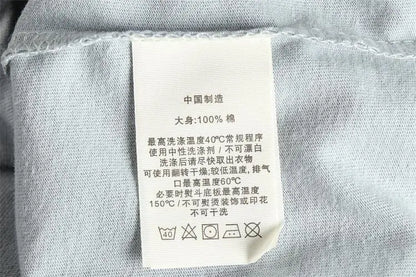 中国制造
大身:100% 棉
最高洗涤温度40℃常规程序
使用中性洗涤剂 / 不可漂白
洗涤后请尽快取出衣物
可使用翻转干燥;较低温度, 排气
口最高温度60℃
必要时熨斗底板最高温度
150℃ / 不可熨烫装饰或印花
不可干洗
40